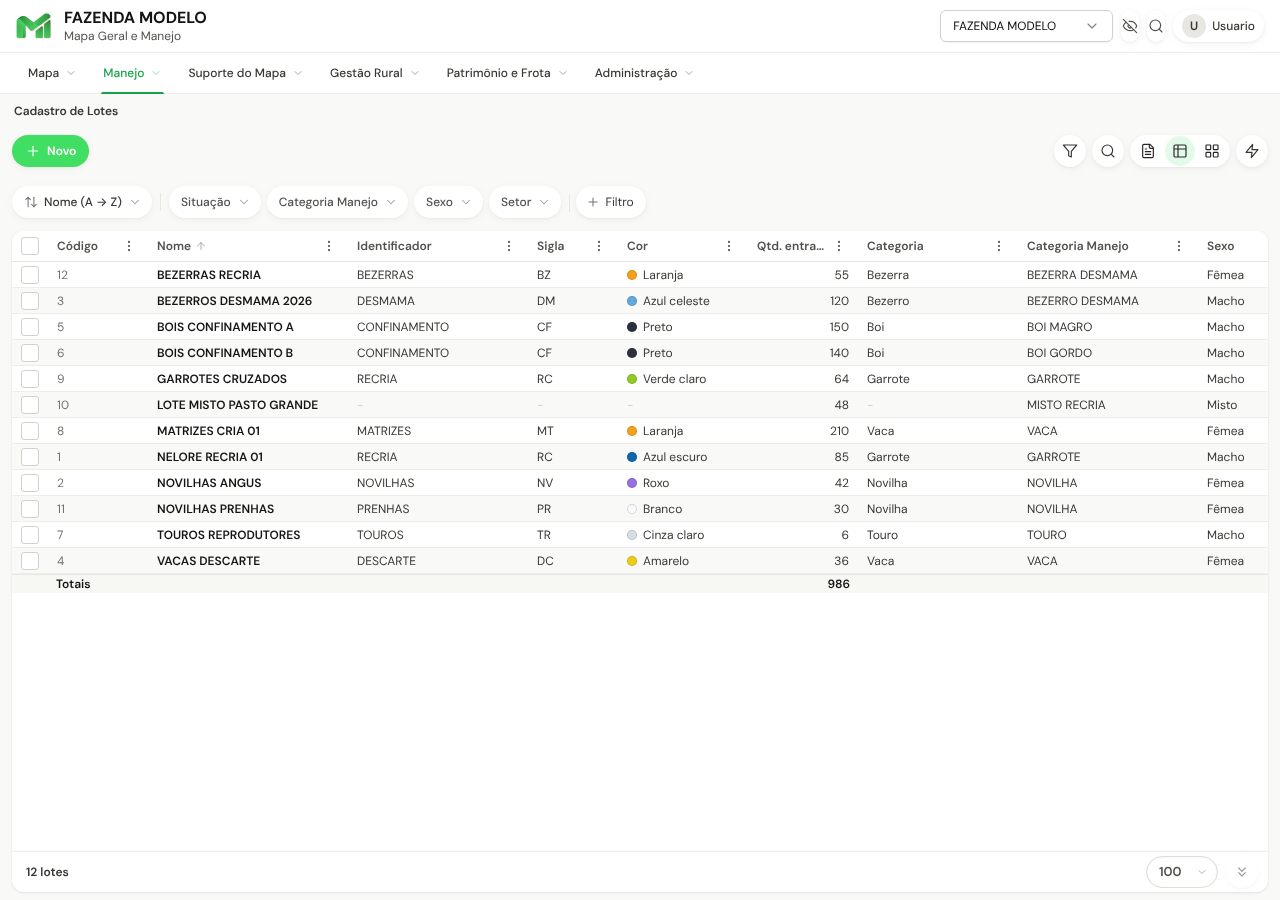 FAZENDA MODELO
Mapa Geral e Manejo
FAZENDA MODELO
U Usuario
Mapa Manejo Suporte do Mapa Gestão Rural Patrimônio e Frota Administração
Cadastro de Lotes
Novo
Nome (A → Z) Situação Categoria Manejo Sexo Setor Filtro
Código Nome Identificador Sigla Cor Qtd. entra... Categoria Categoria Manejo Sexo
12 BEZERRAS RECRIA BEZERRAS BZ Laranja 55 Bezerra BEZERRA DESMAMA Fêmea
3 BEZERROS DESMAMA 2026 DESMAMA DM Azul celeste 120 Bezerro BEZERRO DESMAMA Macho
5 BOIS CONFINAMENTO A CONFINAMENTO CF Preto 150 Boi BOI MAGRO Macho
6 BOIS CONFINAMENTO B CONFINAMENTO CF Preto 140 Boi BOI GORDO Macho
9 GARROTES CRUZADOS RECRIA RC Verde claro 64 Garrote GARROTE Macho
10 LOTE MISTO PASTO GRANDE – – – 48 – MISTO RECRIA Misto
8 MATRIZES CRIA 01 MATRIZES MT Laranja 210 Vaca VACA Fêmea
1 NELORE RECRIA 01 RECRIA RC Azul escuro 85 Garrote GARROTE Macho
2 NOVILHAS ANGUS NOVILHAS NV Roxo 42 Novilha NOVILHA Fêmea
11 NOVILHAS PRENHAS PRENHAS PR Branco 30 Novilha NOVILHA Fêmea
7 TOUROS REPRODUTORES TOUROS TR Cinza claro 6 Touro TOURO Macho
4 VACAS DESCARTE DESCARTE DC Amarelo 36 Vaca VACA Fêmea
Totais 986
12 lotes 100